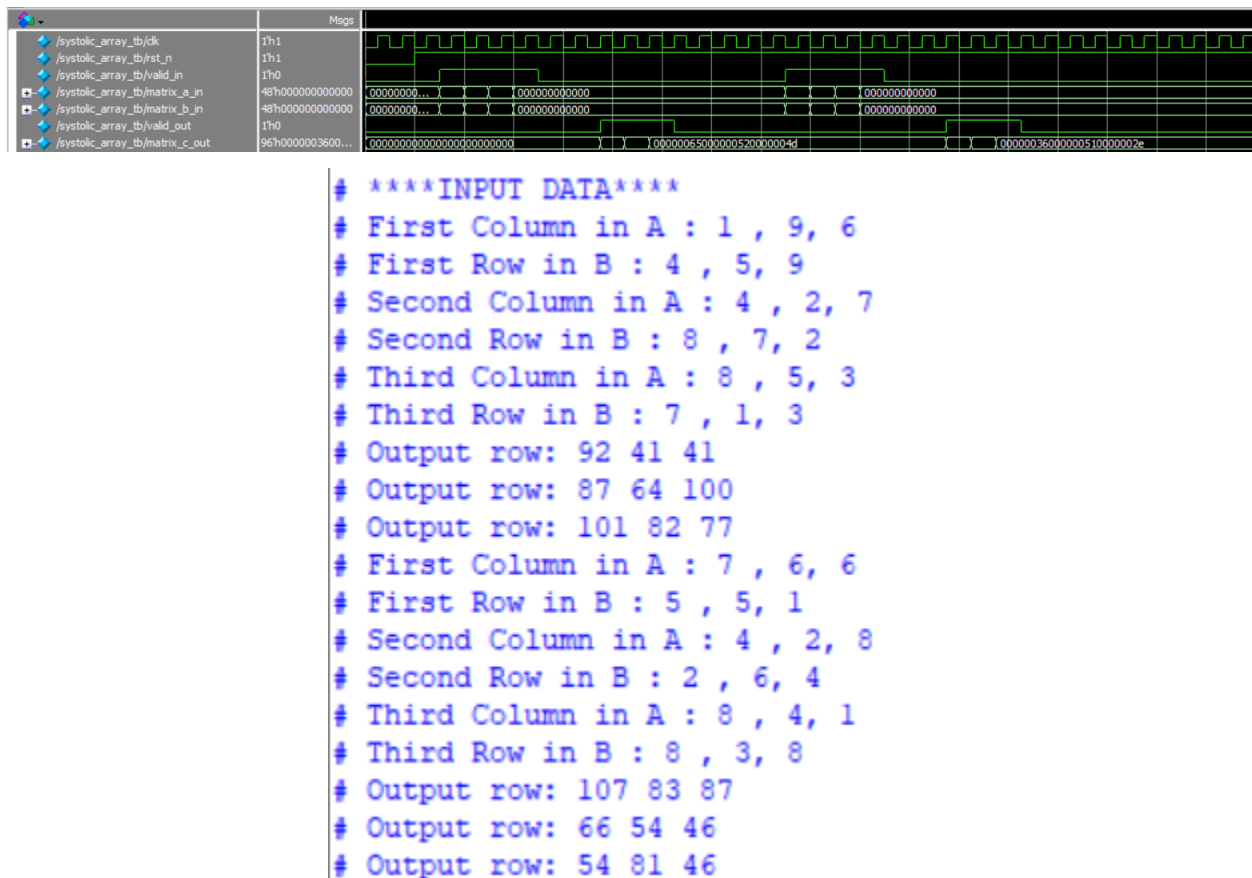 Msgs
/systolic_array_tb/clk 1'h1
/systolic_array_tb/rst_n 1'h1
/systolic_array_tb/valid_in 1'h0
/systolic_array_tb/matrix_a_in 48'h000000000000 00000000... 000000000000 000000000000
/systolic_array_tb/matrix_b_in 48'h000000000000 00000000... 000000000000 000000000000
/systolic_array_tb/valid_out 1'h0
/systolic_array_tb/matrix_c_out 96'h0000003600... 000000000000000000000000 00000065000000520000004d 00000036000000510000002e
# ****INPUT DATA****
# First Column in A : 1 , 9, 6
# First Row in B : 4 , 5, 9
# Second Column in A : 4 , 2, 7
# Second Row in B : 8 , 7, 2
# Third Column in A : 8 , 5, 3
# Third Row in B : 7 , 1, 3
# Output row: 92 41 41
# Output row: 87 64 100
# Output row: 101 82 77
# First Column in A : 7 , 6, 6
# First Row in B : 5 , 5, 1
# Second Column in A : 4 , 2, 8
# Second Row in B : 2 , 6, 4
# Third Column in A : 8 , 4, 1
# Third Row in B : 8 , 3, 8
# Output row: 107 83 87
# Output row: 66 54 46
# Output row: 54 81 46